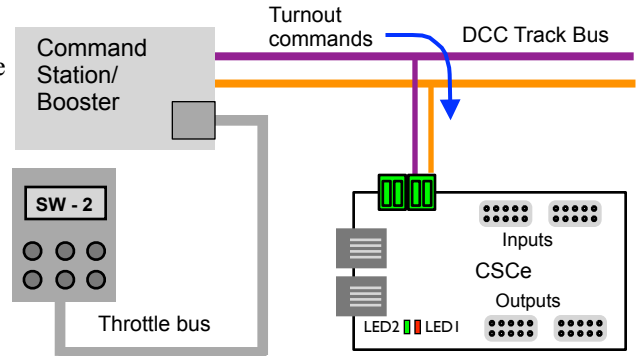 Turnout
commands
DCC Track Bus
e
Command
Station/
Booster
SW - 2
Throttle bus
Inputs
CSCe
Outputs
LED2 LED1